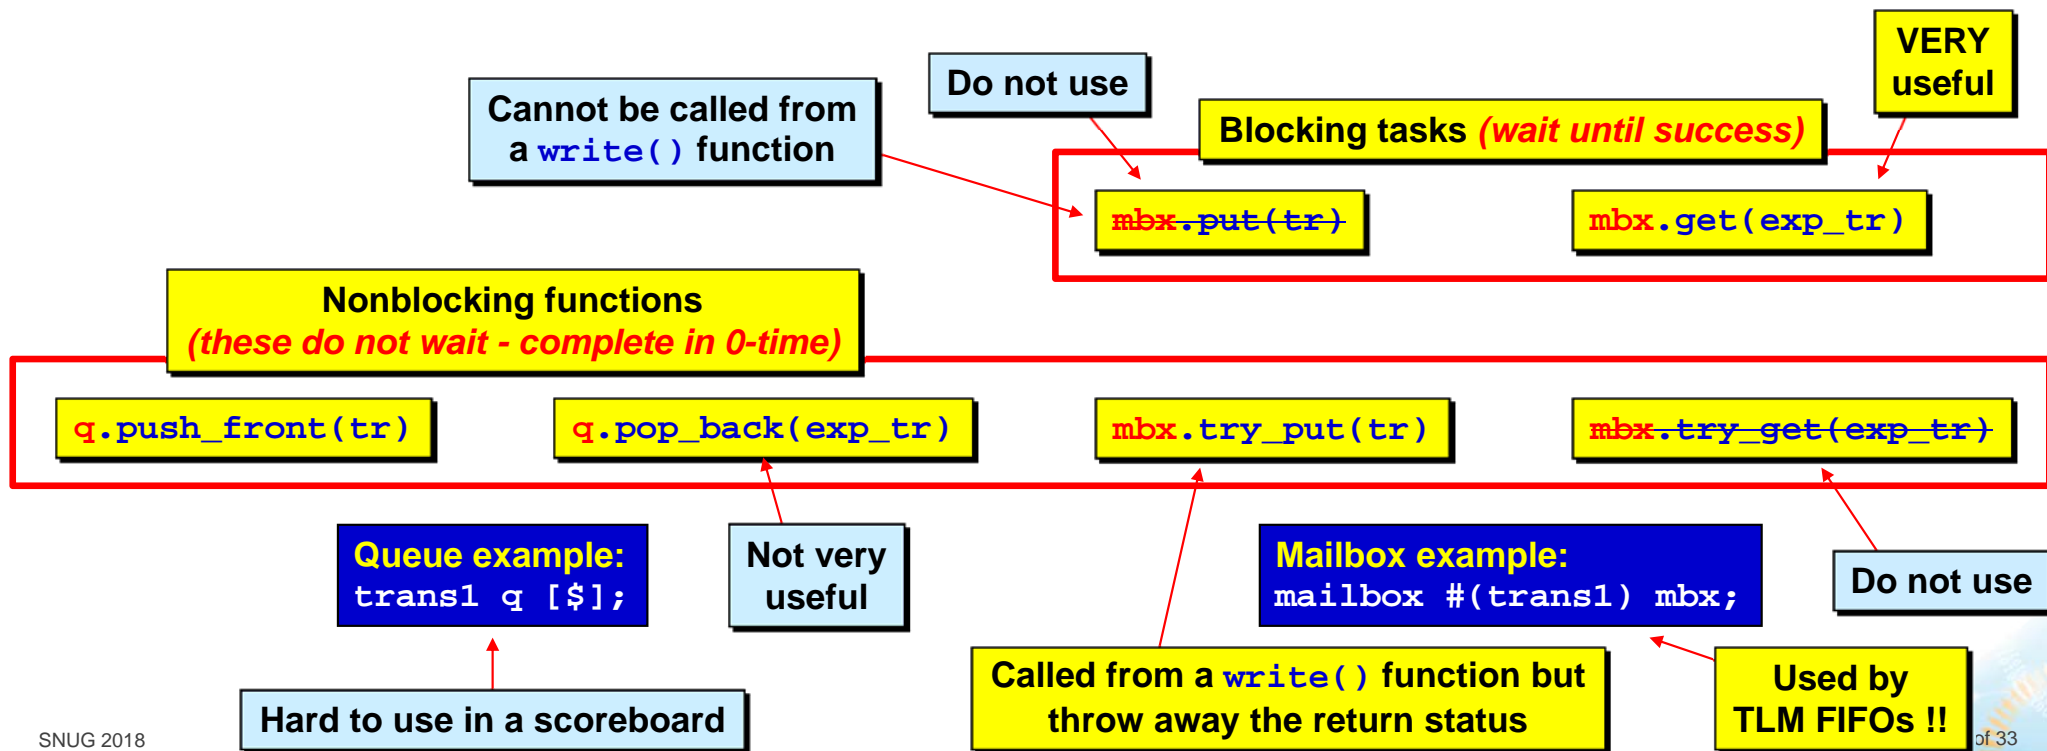 VERY
useful
Do not use
Cannot be called from
a write() function
Blocking tasks (wait until success)
mbx.put(tr)
mbx.get(exp_tr)
Nonblocking functions
(these do not wait - complete in 0-time)
q.push_front(tr)
q.pop_back(exp_tr)
mbx.try_put(tr)
mbx.try_get(exp_tr)
Queue example:
trans1 q [$];
Not very
useful
Mailbox example:
mailbox #(trans1) mbx;
Do not use
Hard to use in a scoreboard
Called from a write() function but
throw away the return status
Used by
TLM FIFOs !!
SNUG 2018
of 33